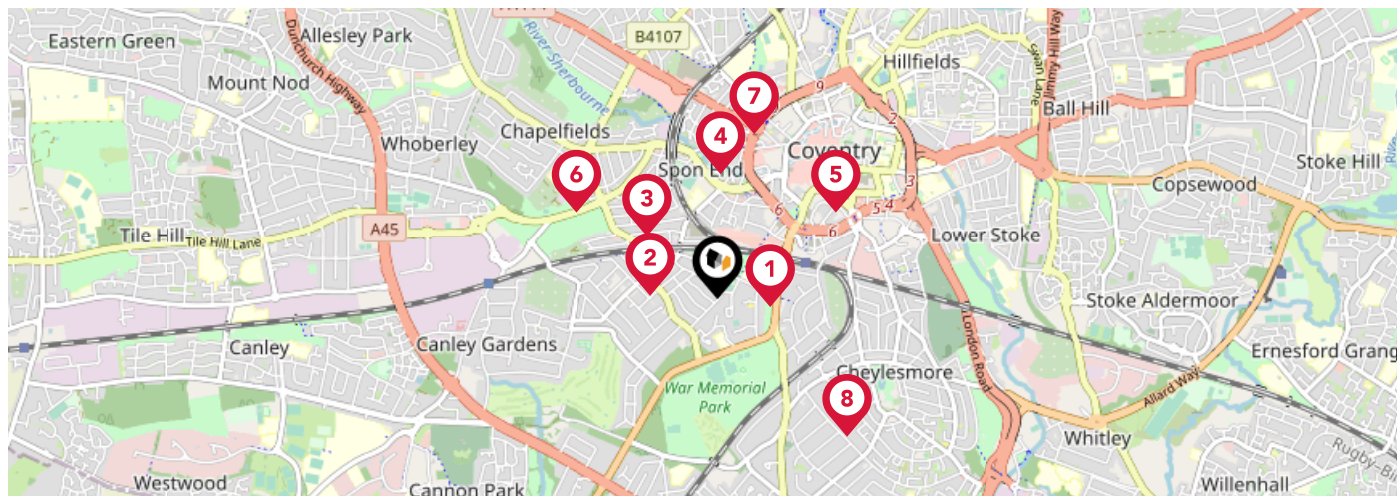 Eastern Green
Allesley Park
B4107
Hillfields
Swan Lane
Jimmy Hill Way
Dunchurch Highway
River Sherbourne
Mount Nod
9
2
7
Ball Hill
Chapelfields
4
Whoberley
Coventry
Spon End
Stoke Hill
6
5
3
Copsewood
3
5
4
6
A45
Tile Hill
Tile Hill Lane
6
Lower Stoke
2
1
Stoke Aldermoor
London Road
Canley
Canley Gardens
Ernesford Grang
War Memorial
Park
Cheylesmore
8
Allard Way
Whitley
Westwood
Cannon Park
Willenhall